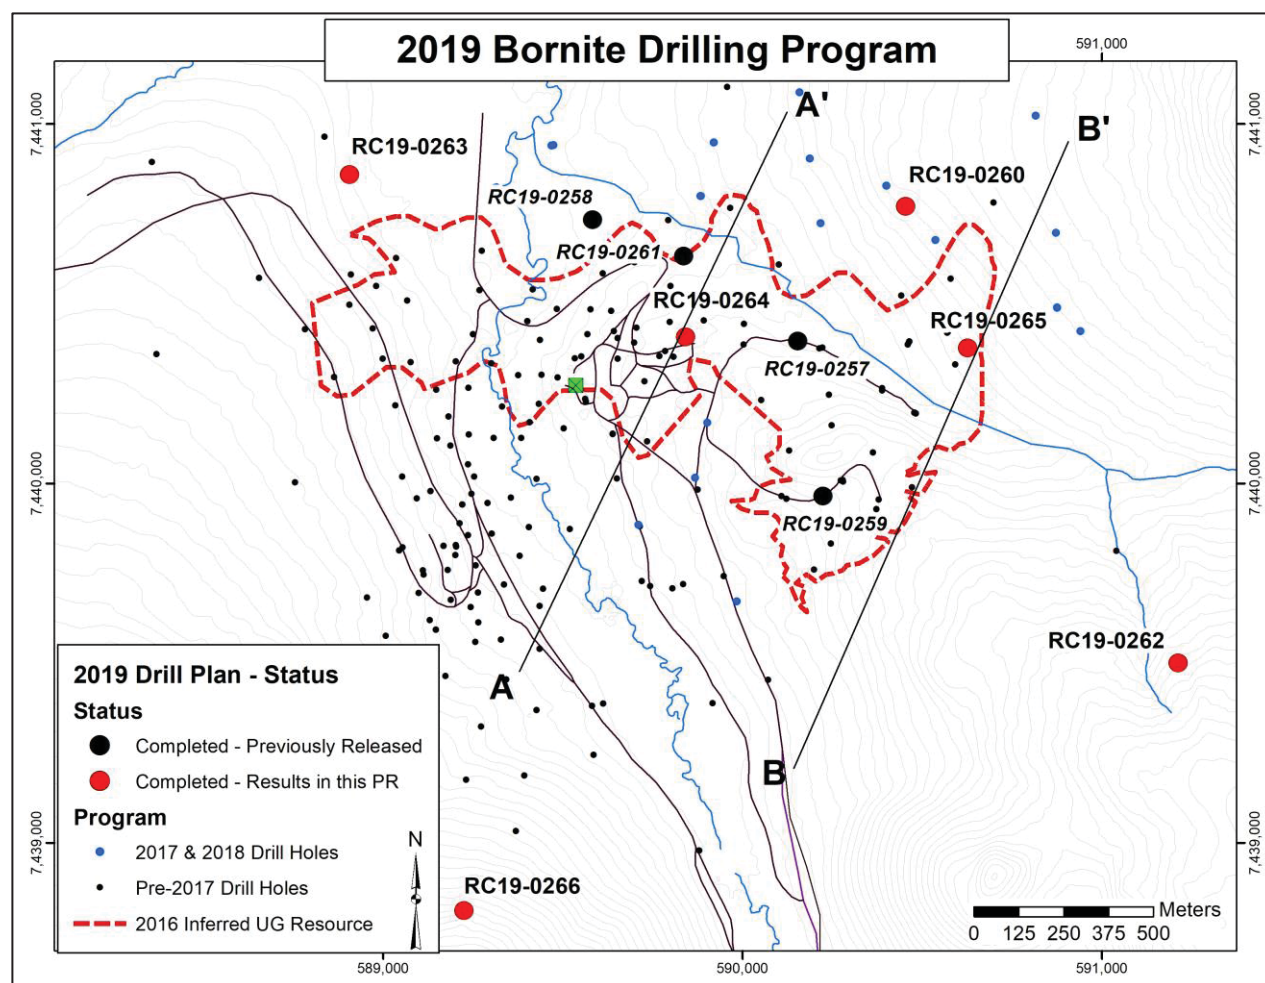 2019 Bornite Drilling Program
591,000
7,441,000
7,441,000
A'
B'
RC19-0263
RC19-0260
RC19-0258
RC19-0261
RC19-0264
RC19-0265
RC19-0257
7,440,000
7,440,000
RC19-0259
RC19-0262
A
B
2019 Drill Plan - Status
Status
Completed - Previously Released
Completed - Results in this PR
Program
2017 & 2018 Drill Holes
Pre-2017 Drill Holes
2016 Inferred UG Resource
N
7,439,000
7,439,000
RC19-0266
Meters
0 125 250 375 500
589,000
590,000
591,000